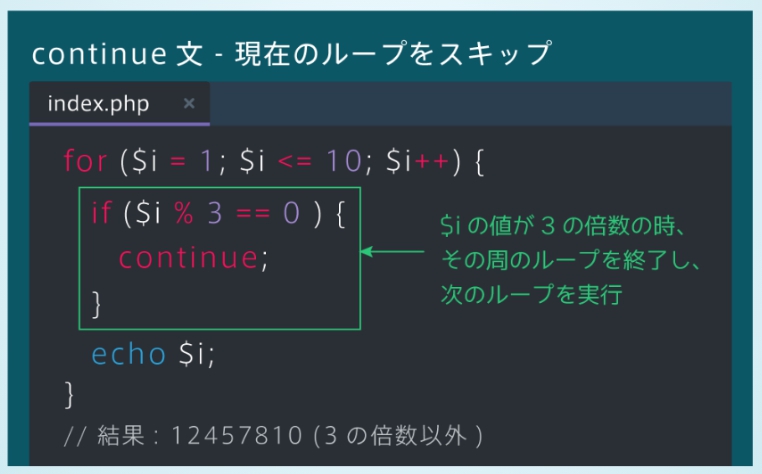 continue 文 - 現在のループをスキップ
index.php ×
for ($i = 1; $i <= 10; $i++) {
if ($i % 3 == 0 ) {
continue;
}
$i の値が 3 の倍数の時、
その周のループを終了し、
次のループを実行
echo $i;
}
// 結果 : 12457810 (3 の倍数以外 )